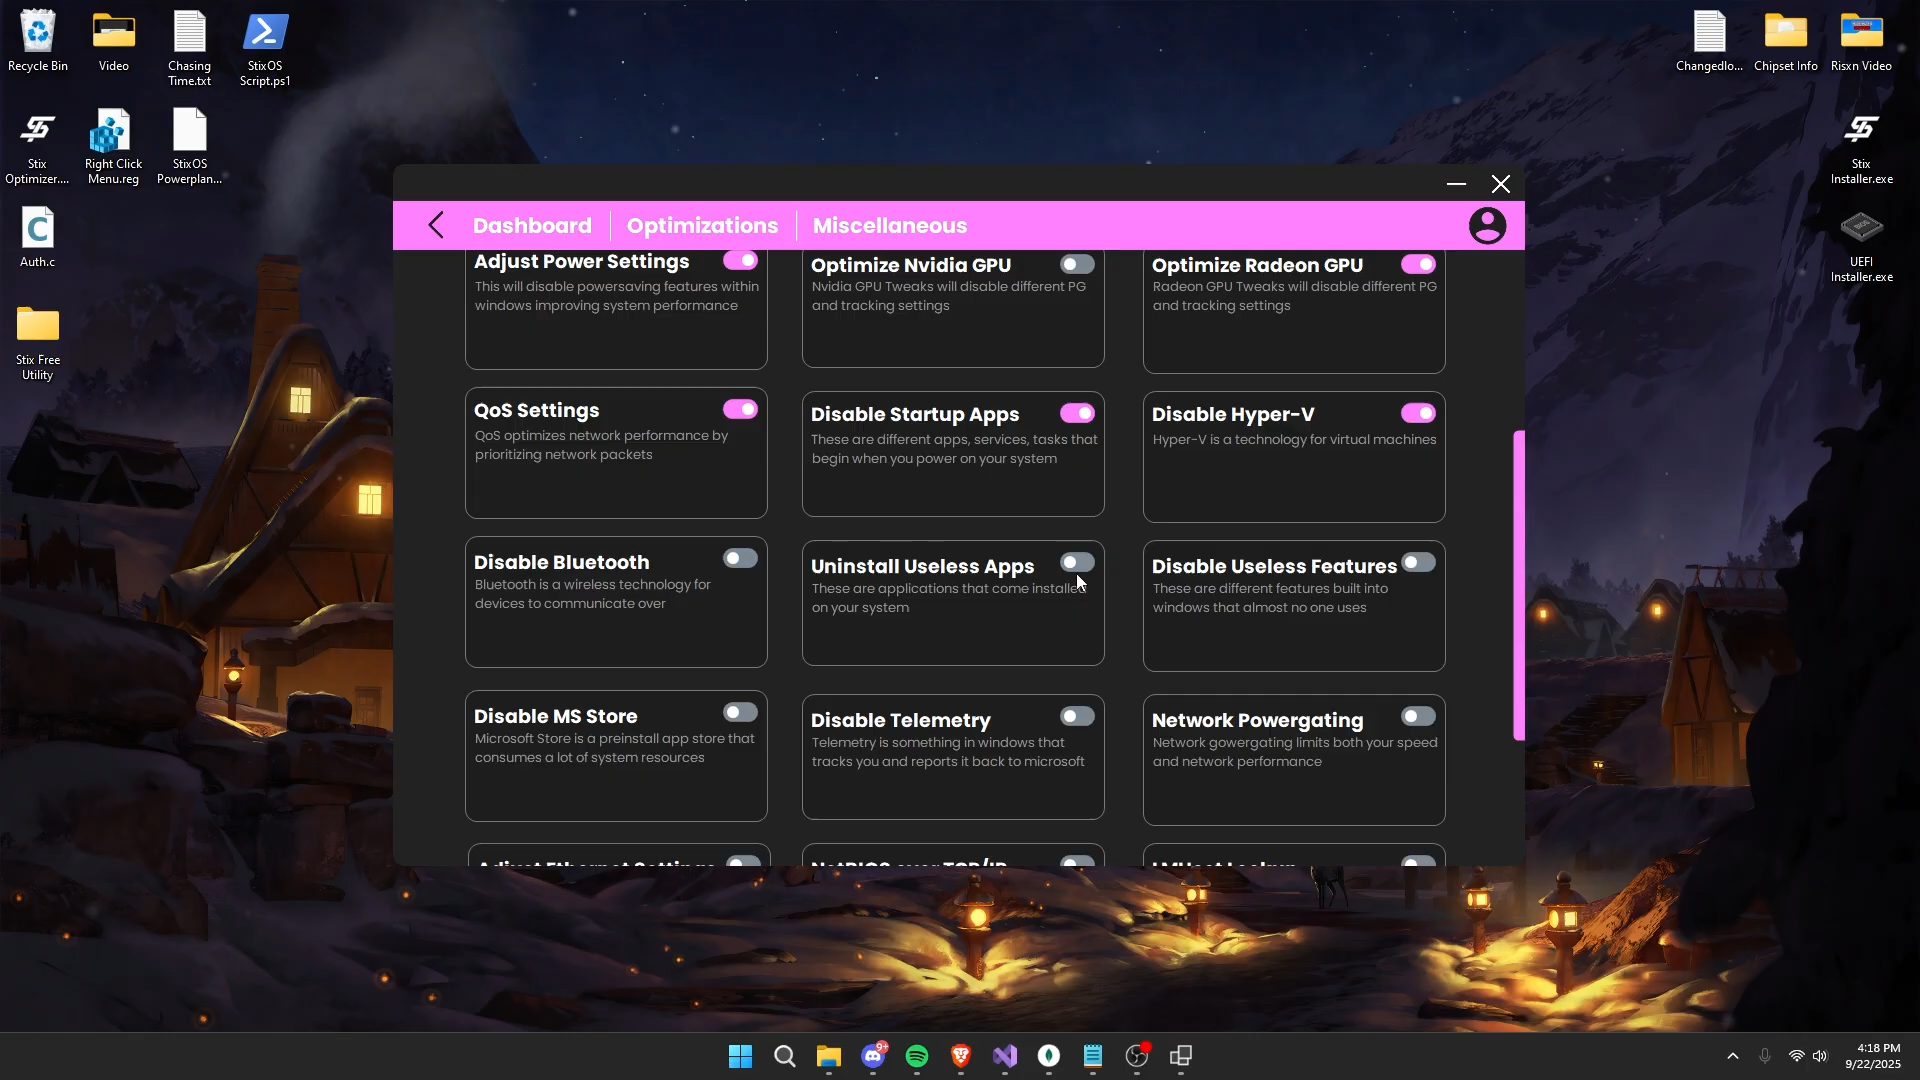 Recycle Bin
Video
Chasing
Time.txt
StixOS
Script.ps1
Changedlo...
Chipset Info
Risxn Video
Stix
Optimizer....
Right Click
Menu.reg
StixOS
Powerplan...
Stix
Installer.exe
C
Auth.c
UEFI
Installer.exe
Stix Free
Utility
Dashboard
Optimizations
Miscellaneous
Adjust Power Settings
This will disable powersaving features within
windows improving system performance
Optimize Nvidia GPU
Nvidia GPU Tweaks will disable different PG
and tracking settings
Optimize Radeon GPU
Radeon GPU Tweaks will disable different PG
and tracking settings
QoS Settings
QoS optimizes network performance by
prioritizing network packets
Disable Startup Apps
These are different apps, services, tasks that
begin when you power on your system
Disable Hyper-V
Hyper-V is a technology for virtual machines
Disable Bluetooth
Bluetooth is a wireless technology for
devices to communicate over
Uninstall Useless Apps
These are applications that come installed
on your system
Disable Useless Features
These are different features built into
windows that almost no one uses
Disable MS Store
Microsoft Store is a preinstall app store that
consumes a lot of system resources
Disable Telemetry
Telemetry is something in windows that
tracks you and reports it back to microsoft
Network Powergating
Network gowergating limits both your speed
and network performance
Adjust Ethernet Settings
NetBIOS over TCP/IP
LMHost Lookup
9+
4:18 PM
9/22/2025